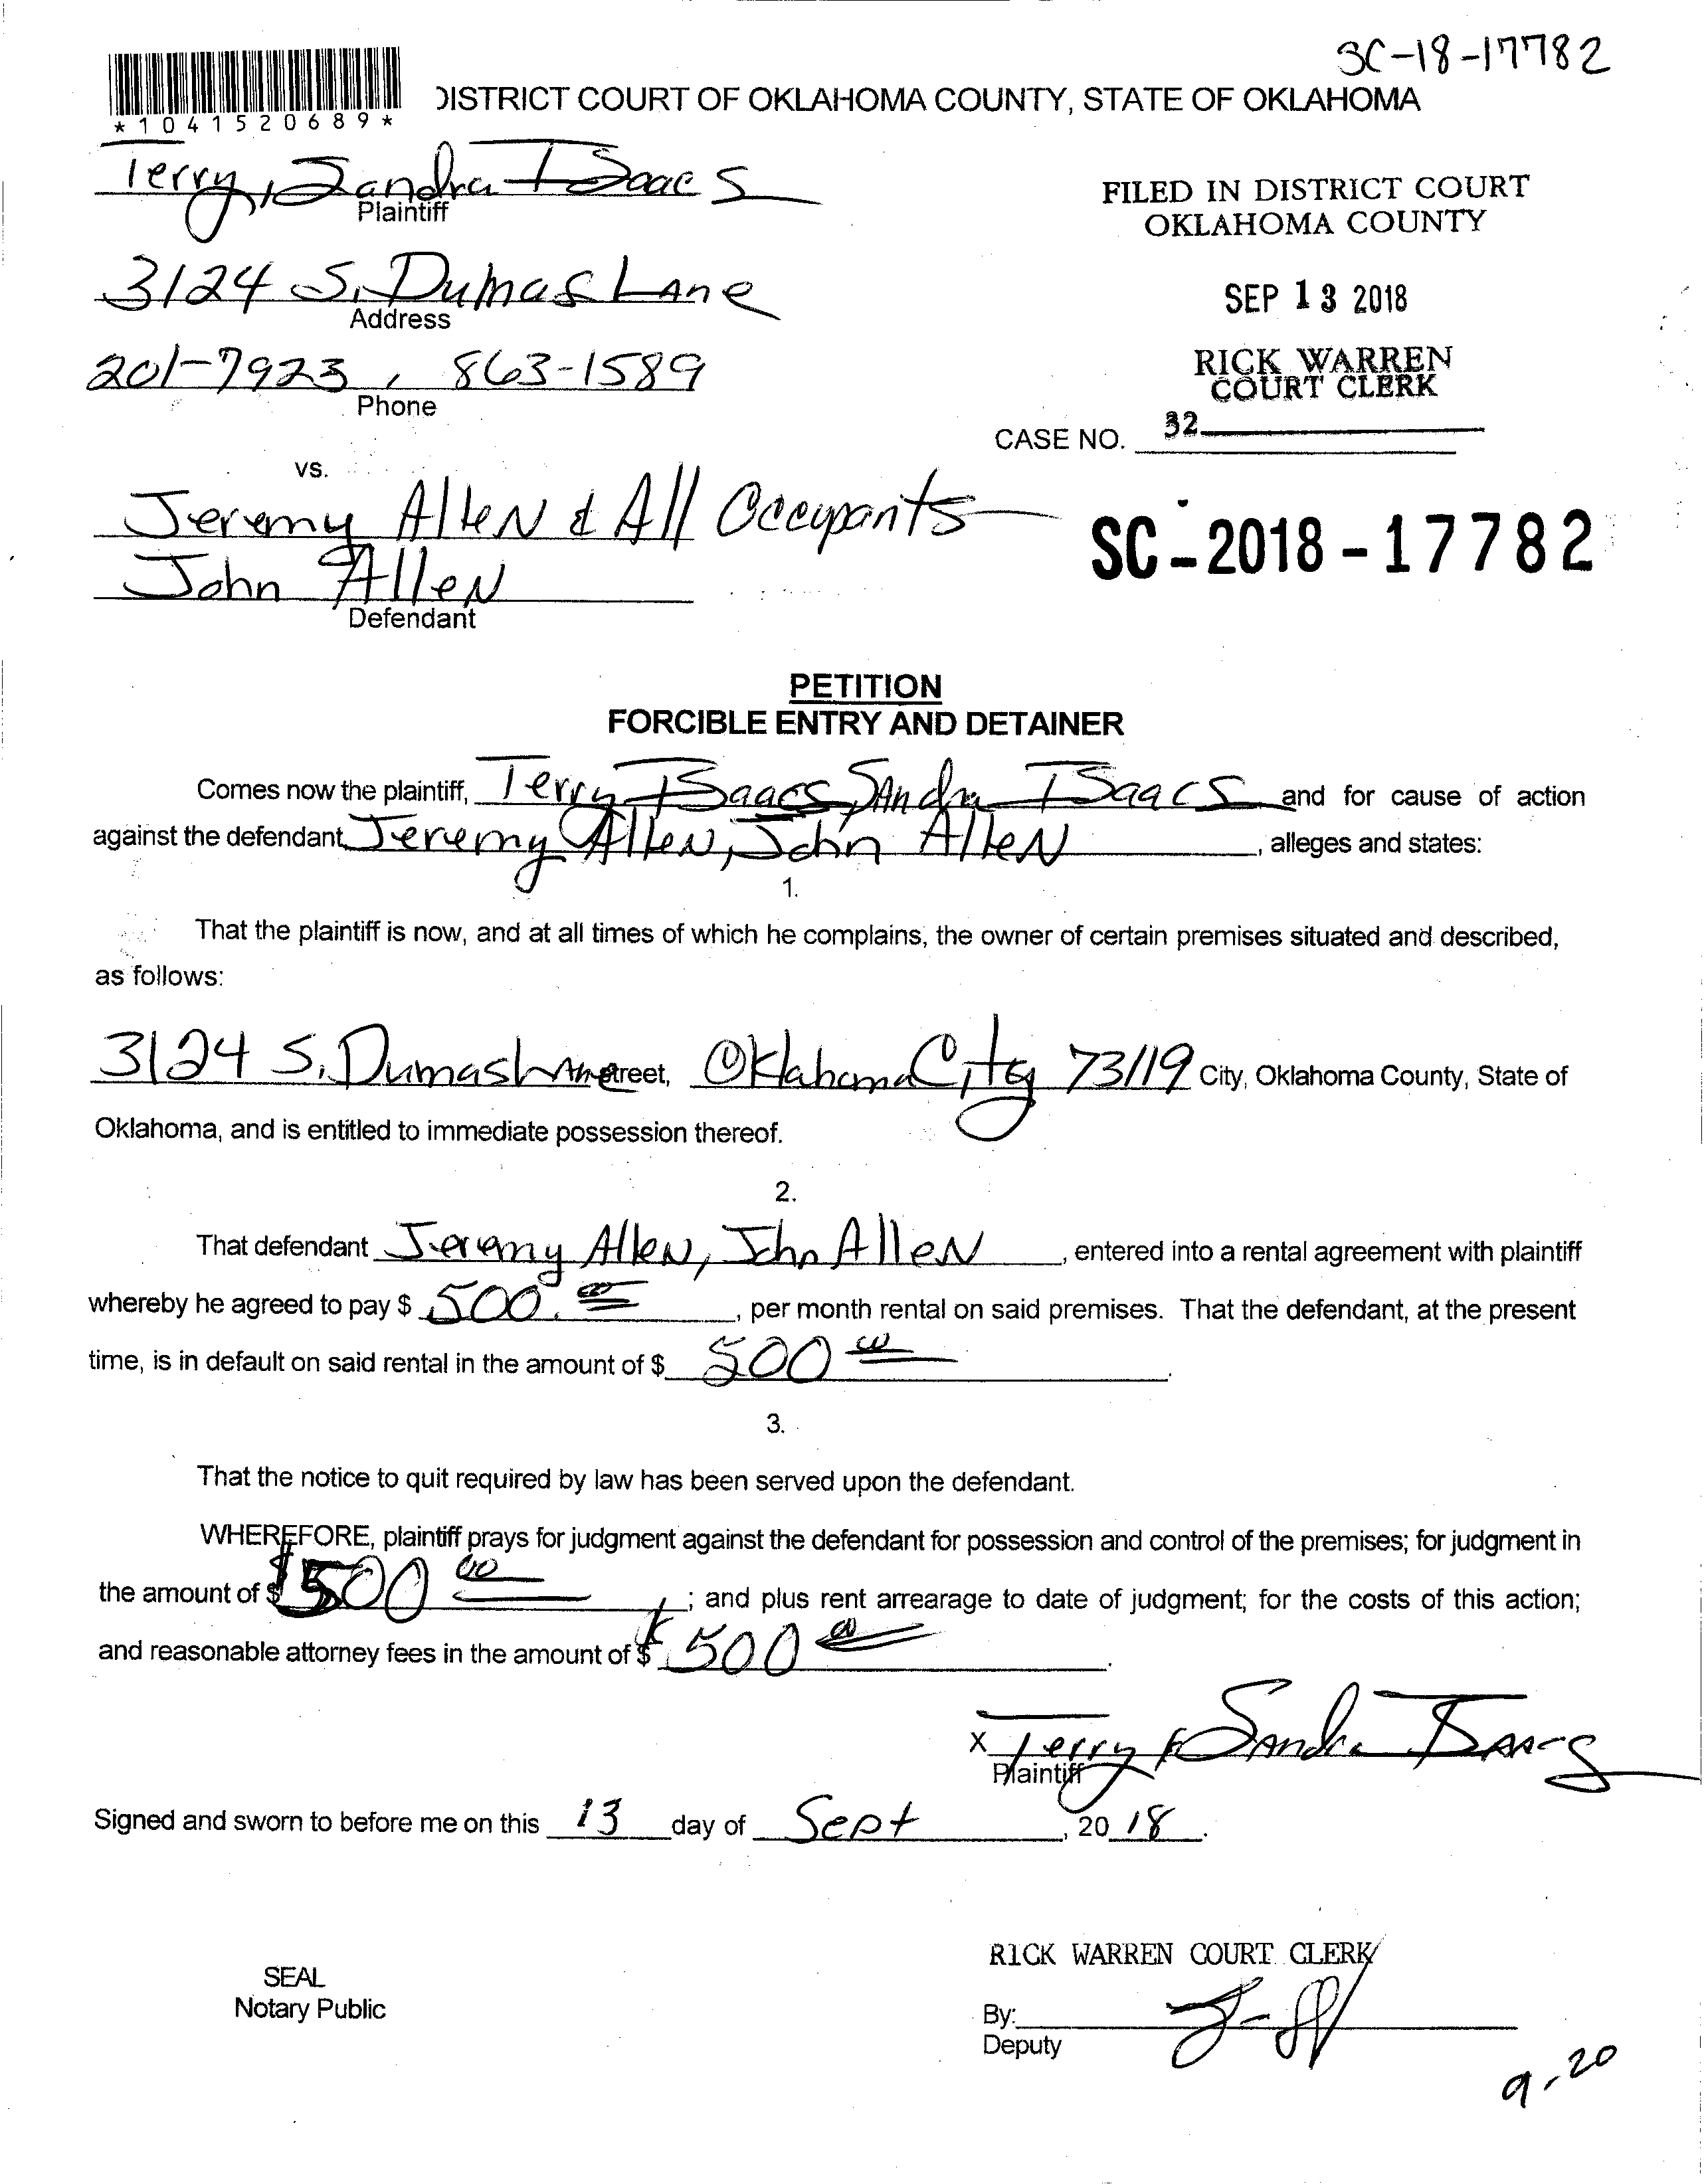 SC-18-17782
*1041520689*
DISTRICT COURT OF OKLAHOMA COUNTY, STATE OF OKLAHOMA
Terry, Sandra Isaacs
Plaintiff
FILED IN DISTRICT COURT
OKLAHOMA COUNTY
3124 S. Dumas Lane
Address
SEP 13 2018
201-7923, 863-1589
Phone
RICK WARREN
COURT CLERK
CASE NO. 32
vs.
Jeremy Allen & All Occupants
John Allen
Defendant
SC-2018-17782
PETITION
FORCIBLE ENTRY AND DETAINER
Comes now the plaintiff, Terry Isaacs, Sandra Isaacs and for cause of action
against the defendant, Jeremy Allen, John Allen, alleges and states:
1.
That the plaintiff is now, and at all times of which he complains, the owner of certain premises situated and described,
as follows:
3124 S. Dumas Lane Street, Oklahoma City 73119 City, Oklahoma County, State of
Oklahoma, and is entitled to immediate possession thereof.
2.
That defendant Jeremy Allen, John Allen, entered into a rental agreement with plaintiff
whereby he agreed to pay $ 500.00, per month rental on said premises. That the defendant, at the present
time, is in default on said rental in the amount of $ 500 00.
3.
That the notice to quit required by law has been served upon the defendant.
WHEREFORE, plaintiff prays for judgment against the defendant for possession and control of the premises; for judgment in
the amount of $ $500 00; and plus rent arrearage to date of judgment; for the costs of this action;
and reasonable attorney fees in the amount of $ 500 00.
X Terry & Sandra Isaacs
Plaintiff
Signed and sworn to before me on this 13 day of Sept, 20 18.
RICK WARREN COURT CLERK
SEAL
Notary Public
By:
Deputy
9-20